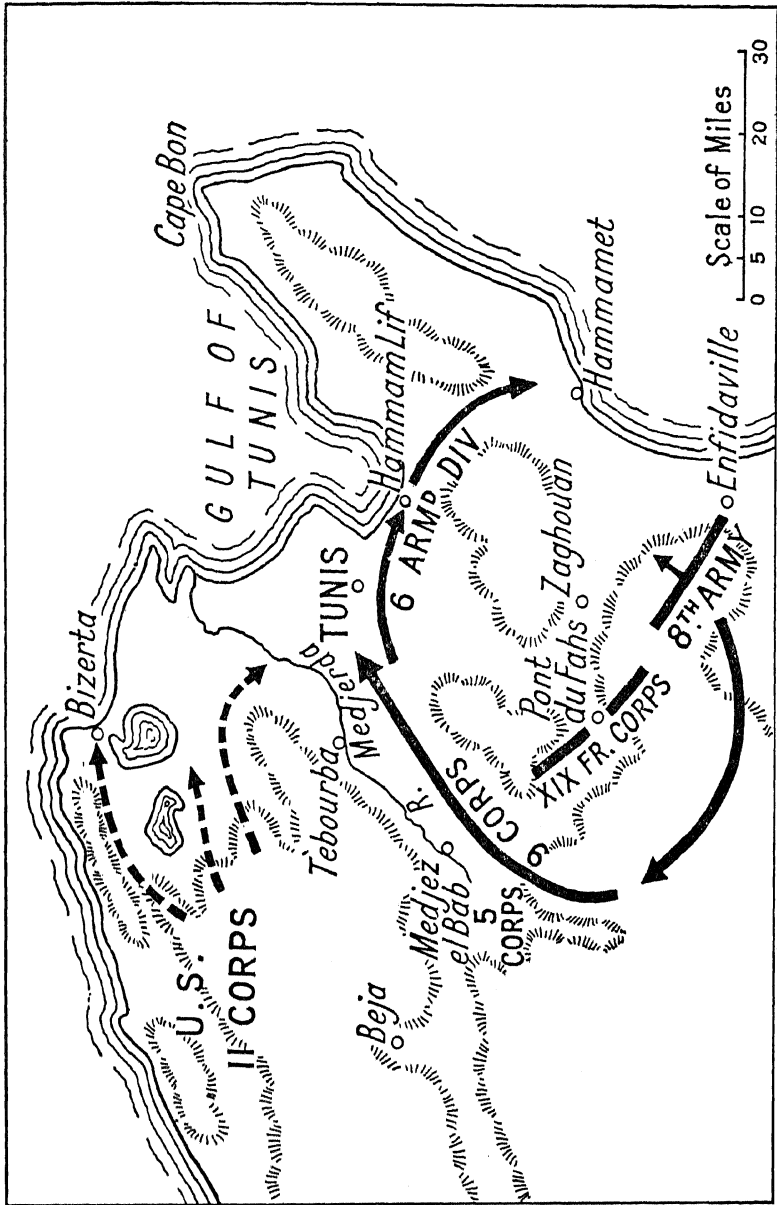 Cape Bon
GULF OF
TUNIS
Bizerta
Hammam Lif
TUNIS
Medjerda
R.
Tebourba
U.S.
II CORPS
6 ARMD DIV
9 CORPS
Medjez
el Bab
5
CORPS
Beja
Pont
du Fahs
Zaghouan
XIX FR. CORPS
8TH ARMY
Hammamet
Enfidaville
Scale of Miles
0 5 10 20 30